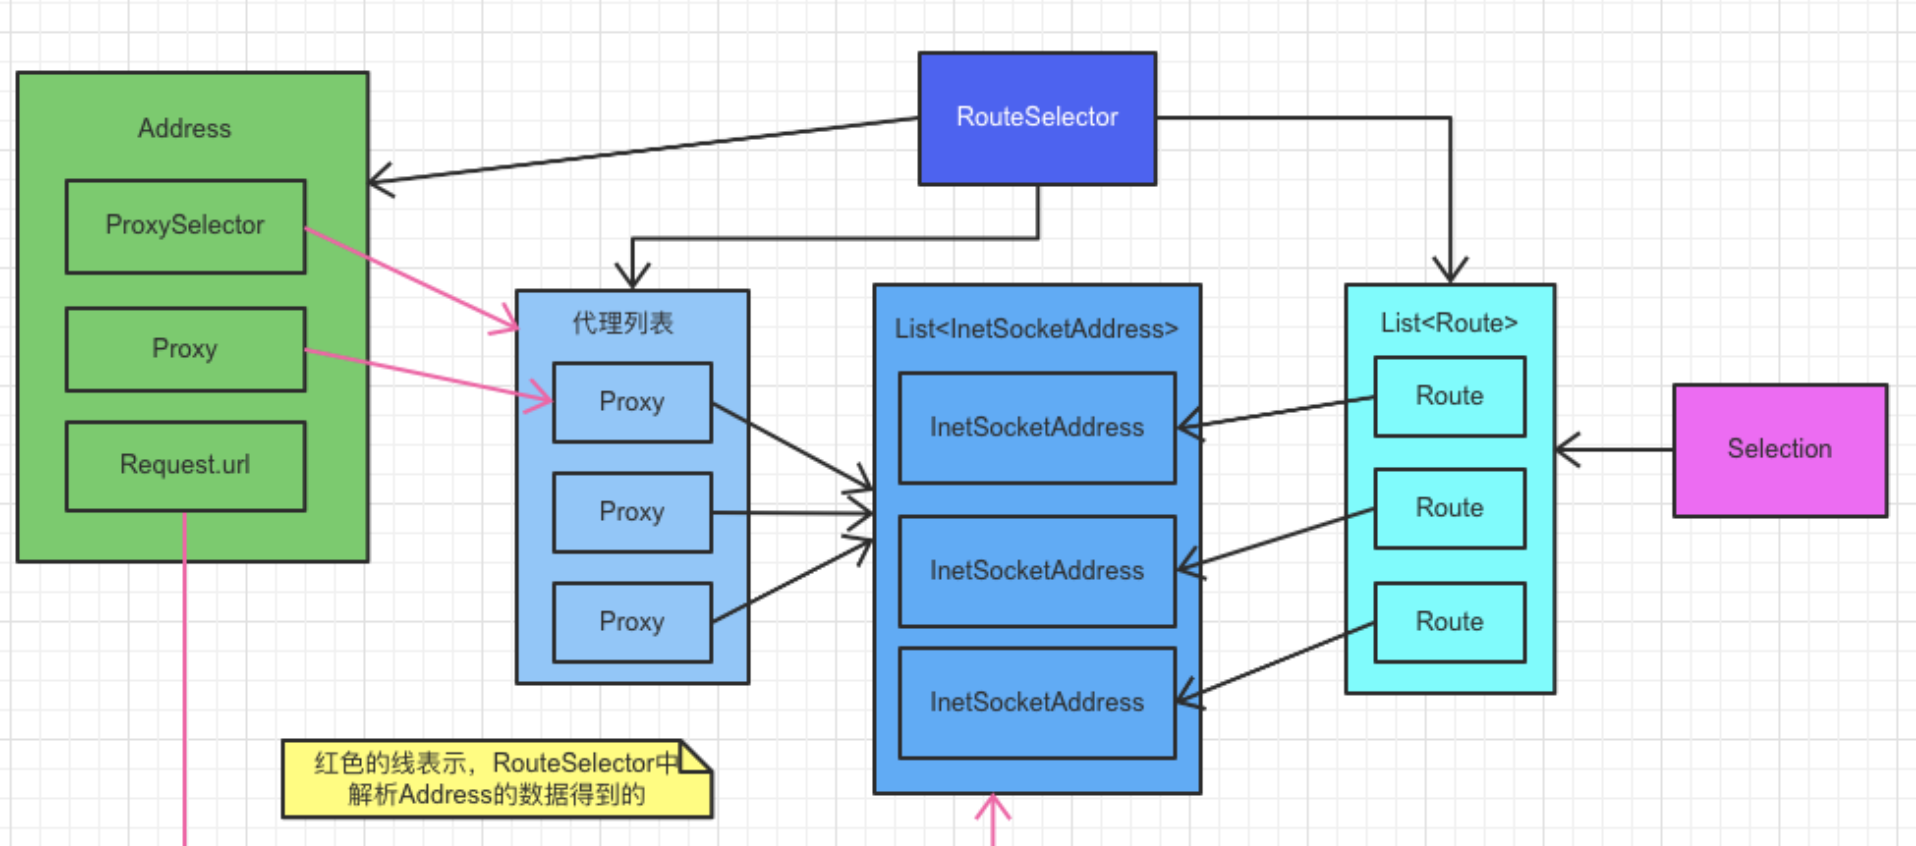 RouteSelector
Address
ProxySelector
Proxy
Request.url
代理列表
Proxy
Proxy
Proxy
List<InetSocketAddress>
InetSocketAddress
InetSocketAddress
InetSocketAddress
List<Route>
Route
Route
Route
Selection
红色的线表示，RouteSelector中
解析Address的数据得到的